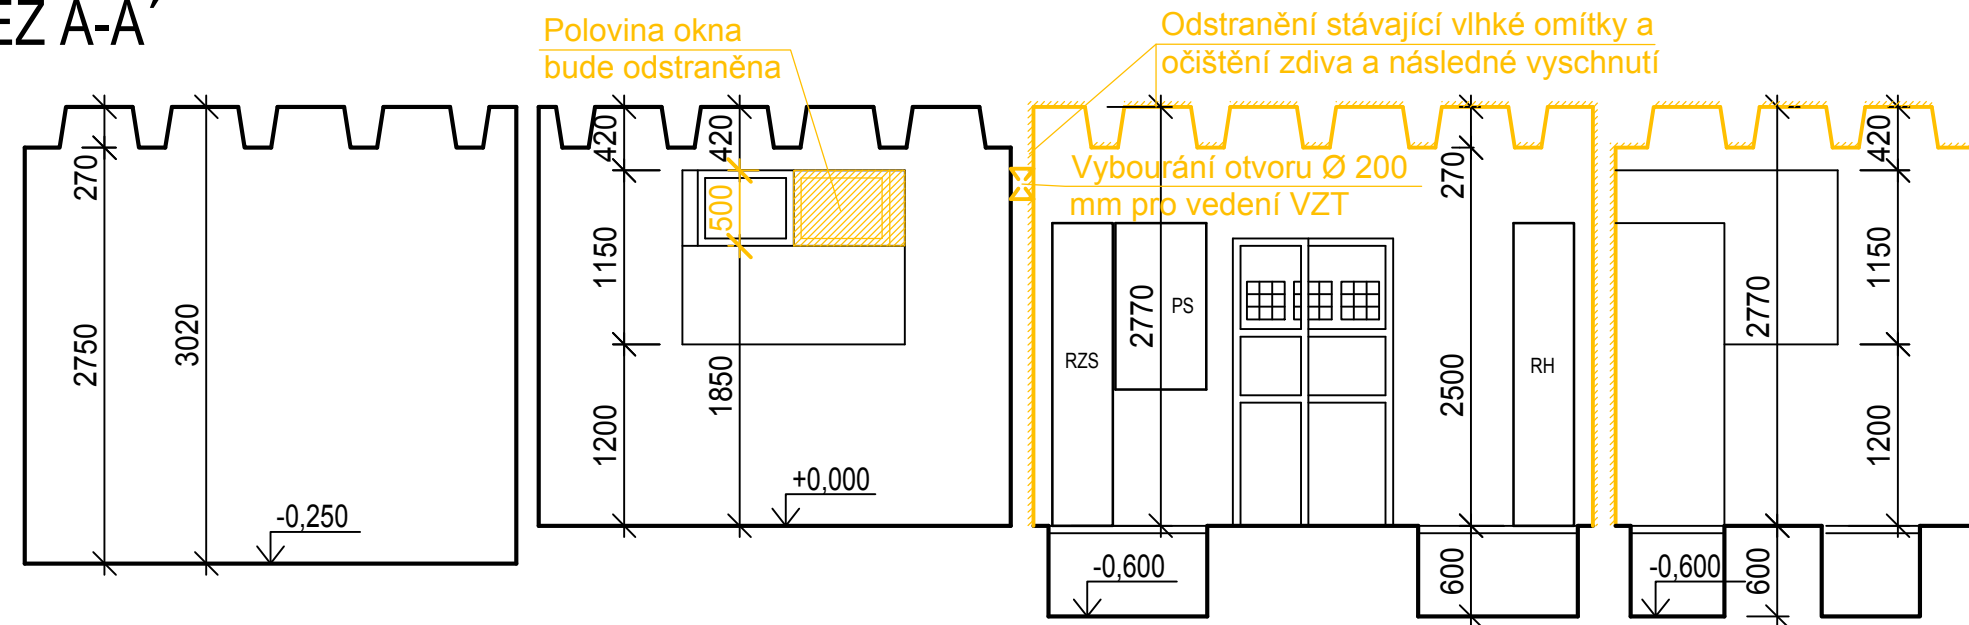 EZ A-A´
Polovina okna
bude odstraněna
Odstranění stávající vlhké omítky a
očištění zdiva a následné vyschnutí
Vybourání otvoru Ø 200
mm pro vedení VZT
270
2750
3020
-0,250
420
1150
1200
420
500
1850
+0,000
RZS
PS
2770
270
2500
600
RH
-0,600
2770
600
-0,600
420
1150
1200